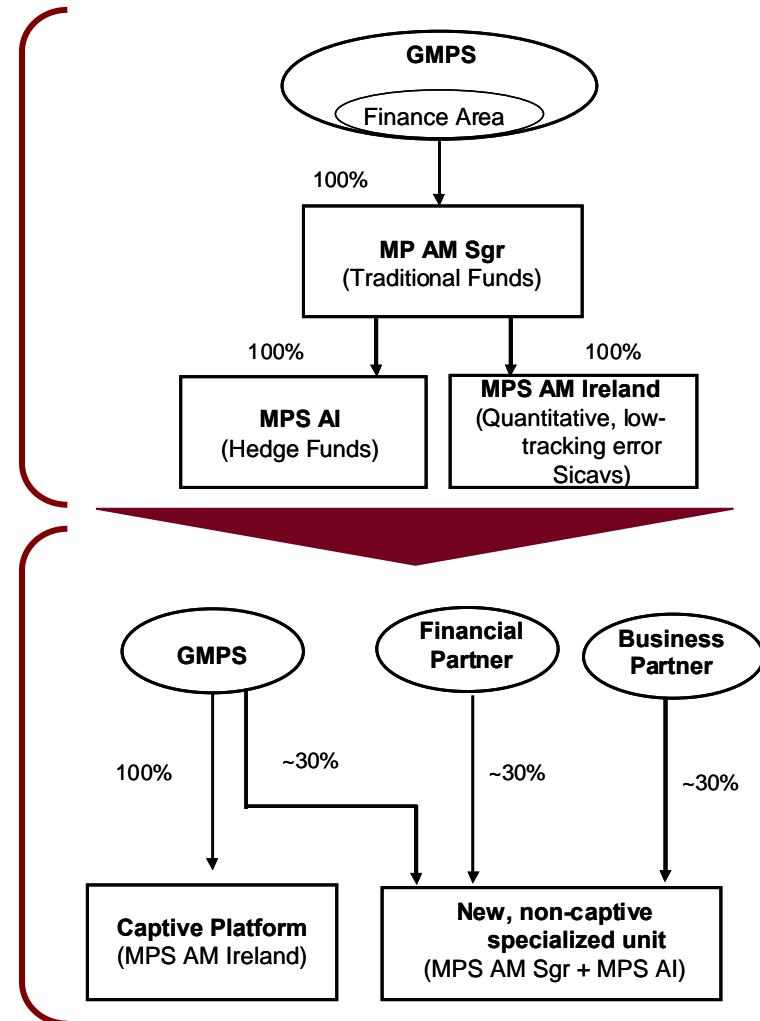 GMPS
Finance Area
100%
MP AM Sgr
(Traditional Funds)
100%
100%
MPS AI
(Hedge Funds)
MPS AM Ireland
(Quantitative, low-
tracking error
Sicavs)
GMPS
Financial
Partner
Business
Partner
100%
~30%
~30%
~30%
Captive Platform
(MPS AM Ireland)
New, non-captive
specialized unit
(MPS AM Sgr + MPS AI)